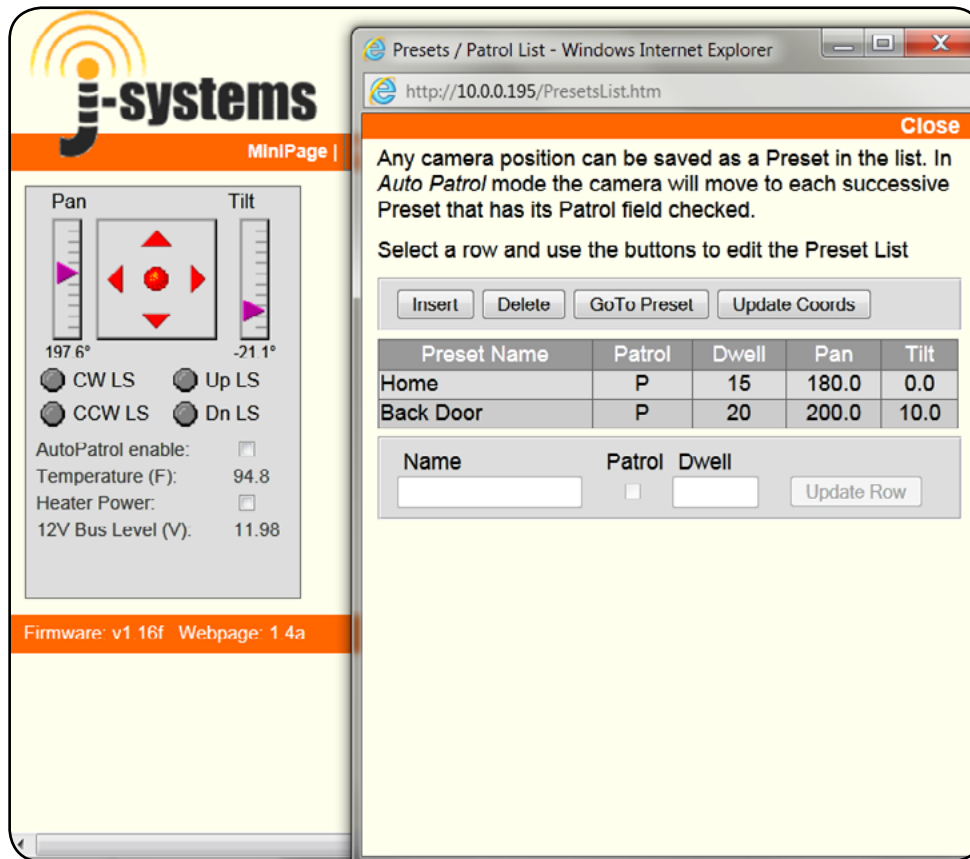 j-systems
MiniPage |
Pan Tilt
197 6° -21 1°
CW LS Up LS
CCW LS Dn LS
AutoPatrol enable:
Temperature (F): 94.8
Heater Power:
12V Bus Level (V): 11.98
Firmware: v1 16f Webpage: 1 4a
Presets / Patrol List - Windows Internet Explorer
http://10.0.0.195/PresetsList.htm
Close
Any camera position can be saved as a Preset in the list. In
Auto Patrol mode the camera will move to each successive
Preset that has its Patrol field checked.
Select a row and use the buttons to edit the Preset List
Insert Delete GoTo Preset Update Coords
Preset Name Patrol Dwell Pan Tilt
Home P 15 180.0 0.0
Back Door P 20 200.0 10.0
Name Patrol Dwell
Update Row